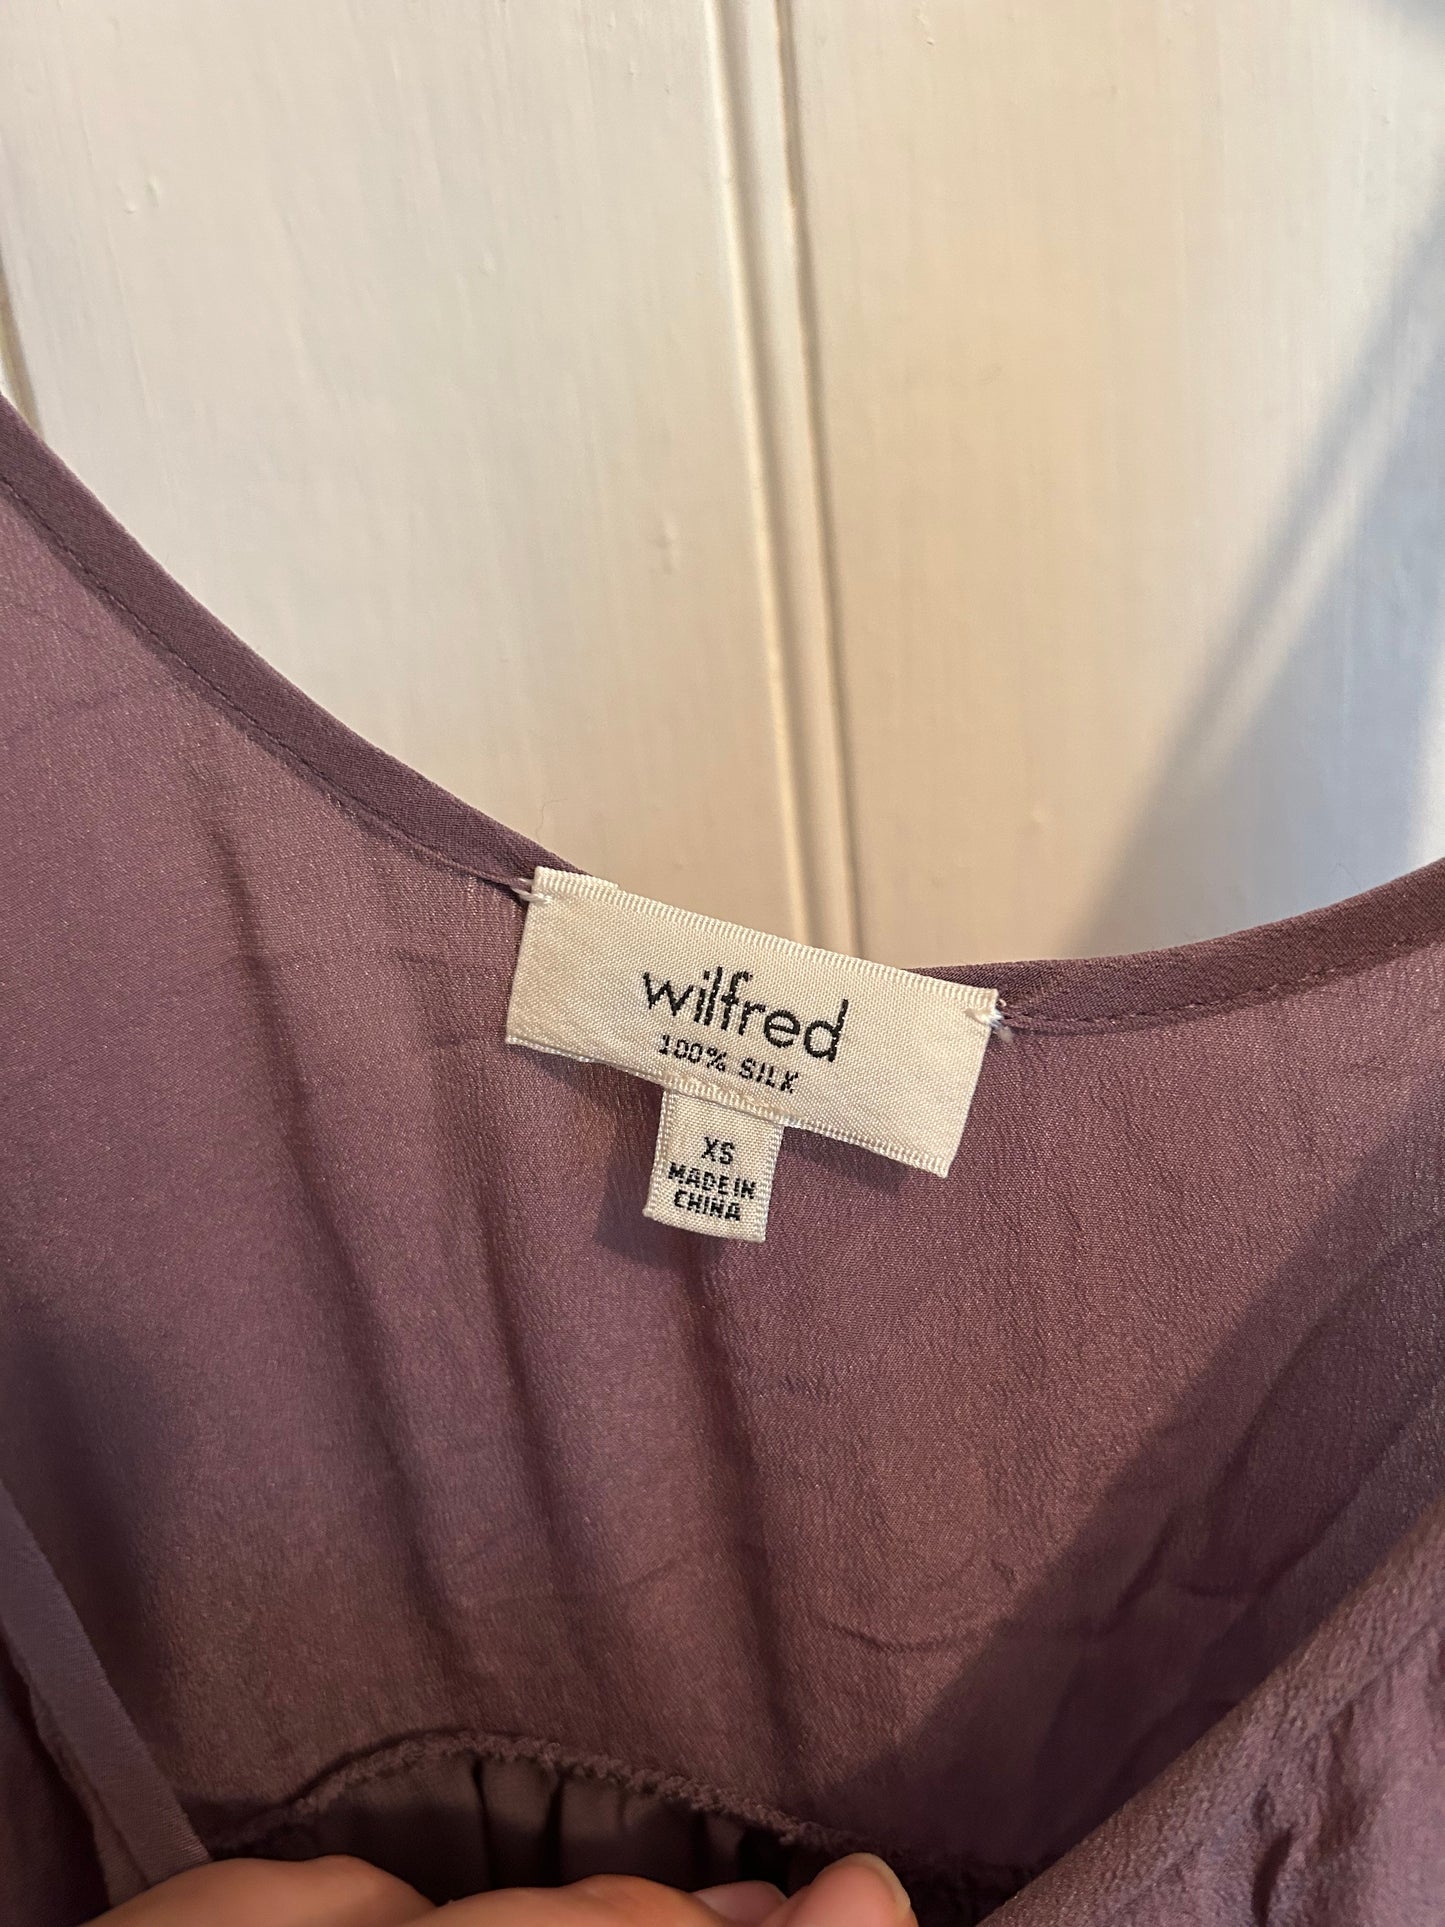 wilfred
100% SILK
XS
MADE IN
CHINA